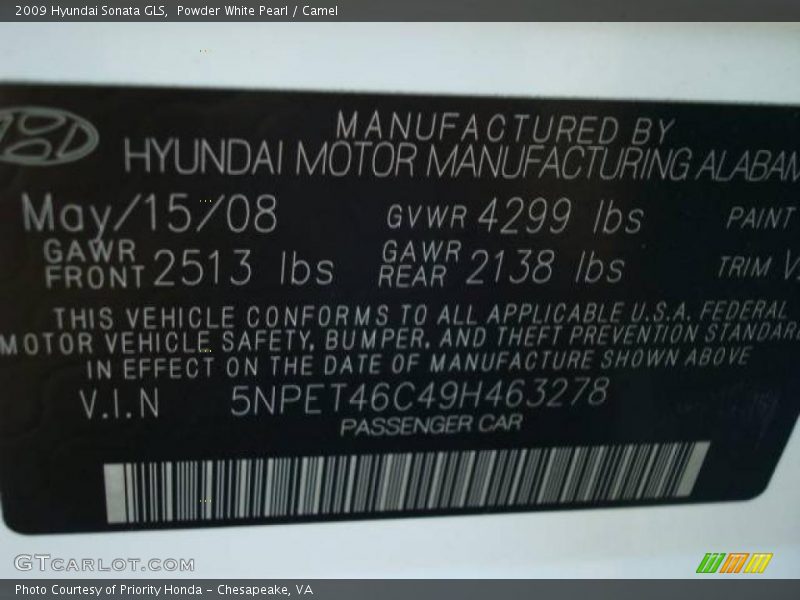 2009 Hyundai Sonata GLS,  Powder White Pearl / Camel
MANUFACTURED BY
HYUNDAI MOTOR MANUFACTURING ALABAM
May/15/08 GVWR 4299 lbs PAINT
GAWR FRONT 2513 lbs GAWR REAR 2138 lbs TRIM
THIS VEHICLE CONFORMS TO ALL APPLICABLE U.S.A. FEDERAL
MOTOR VEHICLE SAFETY, BUMPER, AND THEFT PREVENTION STANDARD
IN EFFECT ON THE DATE OF MANUFACTURE SHOWN ABOVE
V.I.N 5NPET46C49H463278
PASSENGER CAR
GTCARLOT.COM
Photo Courtesy of Priority Honda - Chesapeake, VA